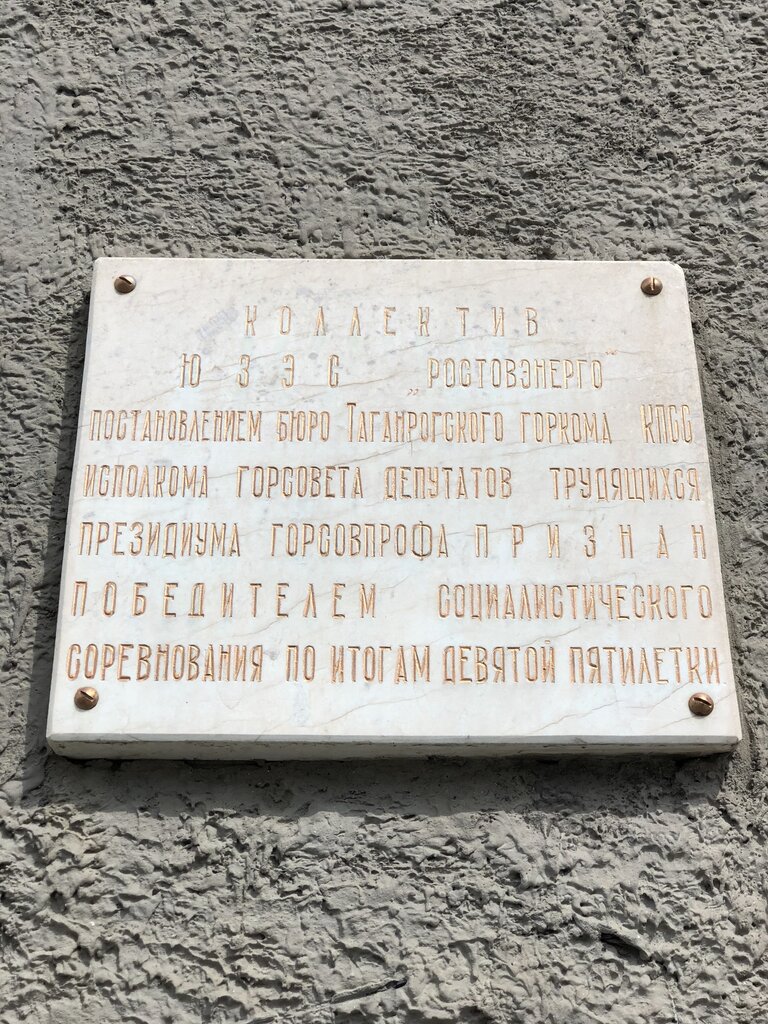 КОЛЛЕКТИВ
ЮЗЭС „РОСТОВЭНЕРГО“
ПОСТАНОВЛЕНИЕМ БЮРО ТАГАНРОГСКОГО ГОРКОМА КПСС
ИСПОЛКОМА ГОРСОВЕТА ДЕПУТАТОВ ТРУДЯЩИХСЯ
ПРЕЗИДИУМА ГОРСОВПРОФА ПРИЗНАН
ПОБЕДИТЕЛЕМ СОЦИАЛИСТИЧЕСКОГО
СОРЕВНОВАНИЯ ПО ИТОГАМ ДЕВЯТОЙ ПЯТИЛЕТКИ